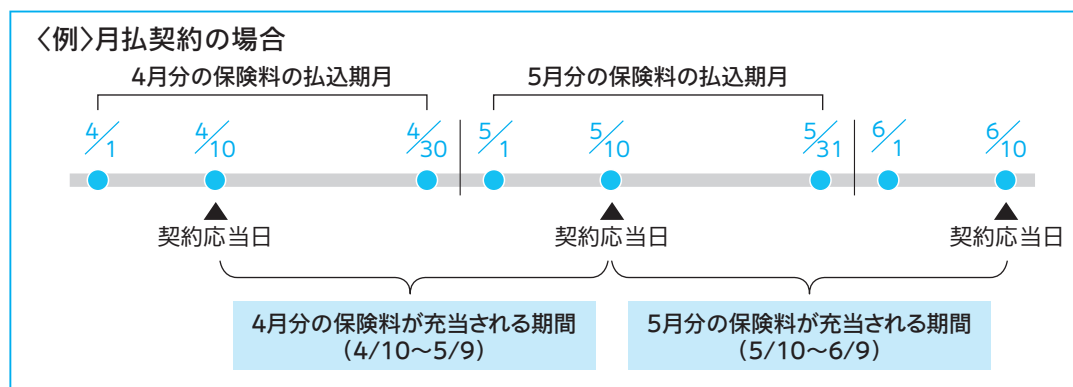 〈例〉月払契約の場合
4月分の保険料の払込期月
5月分の保険料の払込期月
4/1
4/10
4/30
5/1
5/10
5/31
6/1
6/10
契約応当日
契約応当日
契約応当日
4月分の保険料が充当される期間
（4/10～5/9）
5月分の保険料が充当される期間
（5/10～6/9）